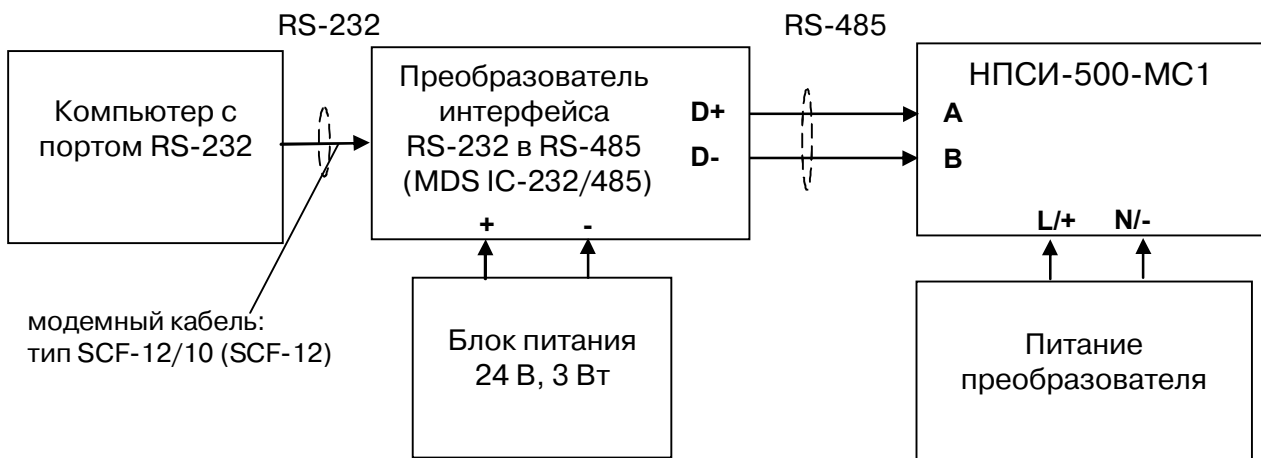 RS-232
RS-485
Компьютер с
портом RS-232
Преобразователь
интерфейса
RS-232 в RS-485
(MDS IC-232/485)
D+
D-
+
-
НПСИ-500-МС1
A
B
L/+
N/-
модемный кабель:
тип SCF-12/10 (SCF-12)
Блок питания
24 В, 3 Вт
Питание
преобразователя